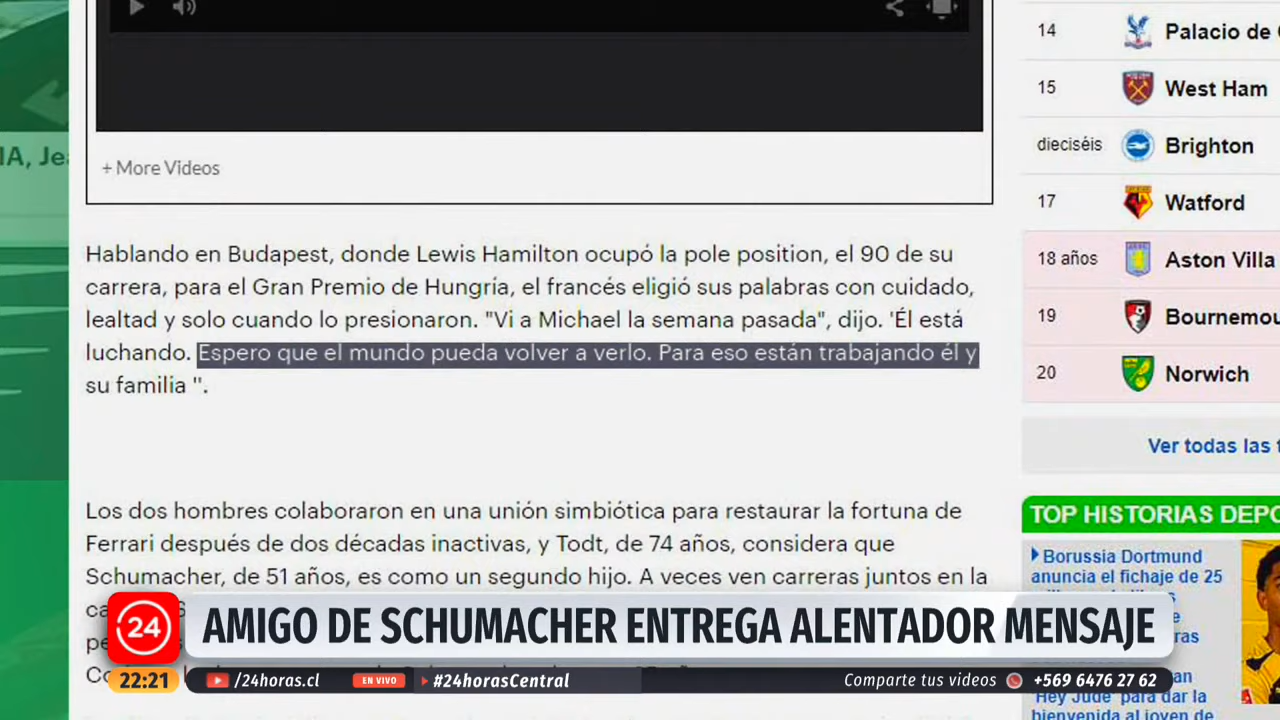 IA, Je
+ More Videos
Hablando en Budapest, donde Lewis Hamilton ocupó la pole position, el 90 de su
carrera, para el Gran Premio de Hungría, el francés eligió sus palabras con cuidado,
lealtad y solo cuando lo presionaron. "Vi a Michael la semana pasada", dijo. 'Él está
luchando. Espero que el mundo pueda volver a verlo. Para eso están trabajando él y
su familia ".
Los dos hombres colaboraron en una unión simbiótica para restaurar la fortuna de
Ferrari después de dos décadas inactivas, y Todt, de 74 años, considera que
Schumacher, de 51 años, es como un segundo hijo. A veces ven carreras juntos en la
14 Palacio de
15 West Ham
dieciséis Brighton
17 Watford
18 años Aston Villa
19 Bournemou
20 Norwich
Ver todas las
TOP HISTORIAS DEPO
Borussia Dortmund
anuncia el fichaje de 25
'Hey Jude' para dar la
bienvenida al joven de
24
AMIGO DE SCHUMACHER ENTREGA ALENTADOR MENSAJE
22:21
/24horas.cl
EN VIVO
#24horasCentral
Comparte tus videos
+569 6476 27 62